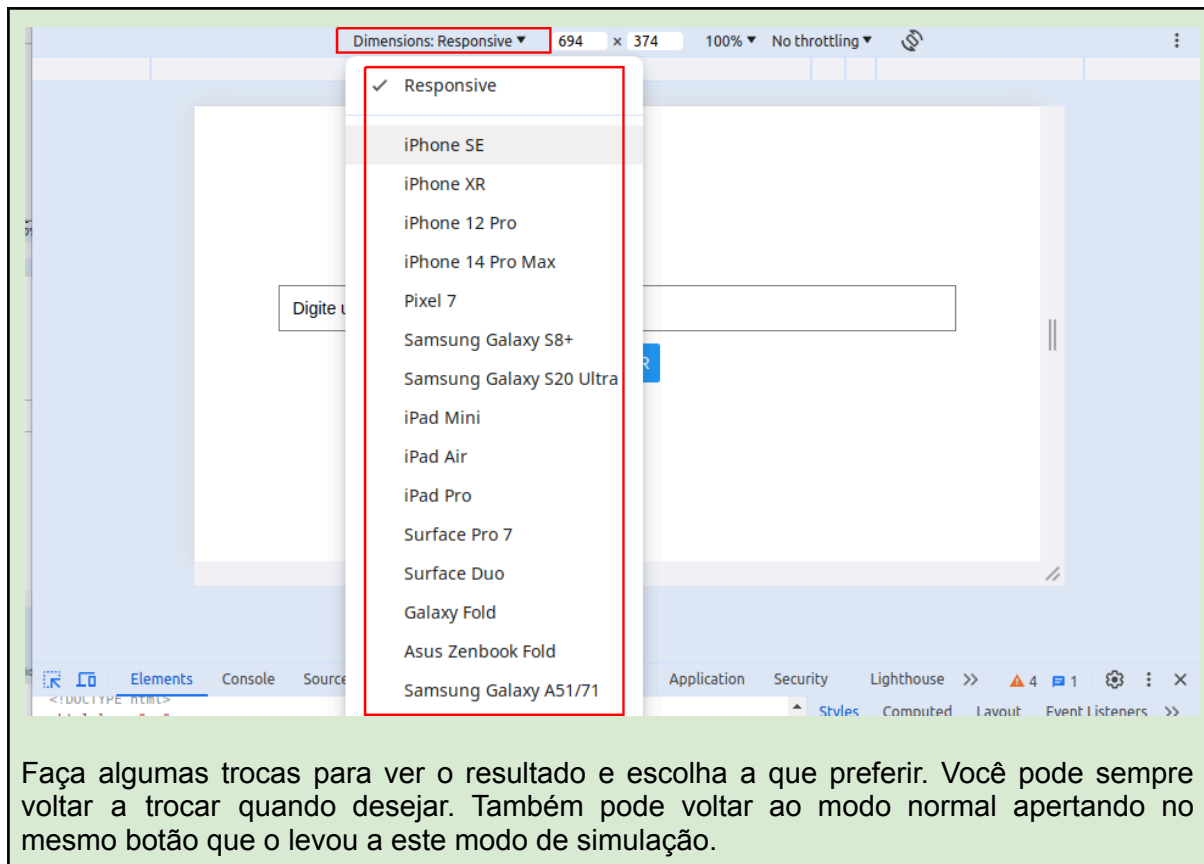 Dimensions: Responsive ▼ 694 × 374 100% ▼ No throttling ▼
Responsive
iPhone SE
iPhone XR
iPhone 12 Pro
iPhone 14 Pro Max
Pixel 7
Digite
Samsung Galaxy S8+
R
Samsung Galaxy S20 Ultra
iPad Mini
iPad Air
iPad Pro
Surface Pro 7
Surface Duo
Galaxy Fold
Asus Zenbook Fold
Samsung Galaxy A51/71
Elements Console Source Application Security Lighthouse >> 4 1
<!DOCTYPE html>
Styles Computed Layout Event Listeners >>
Faça algumas trocas para ver o resultado e escolha a que preferir. Você pode sempre
voltar a trocar quando desejar. Também pode voltar ao modo normal apertando no
mesmo botão que o levou a este modo de simulação.